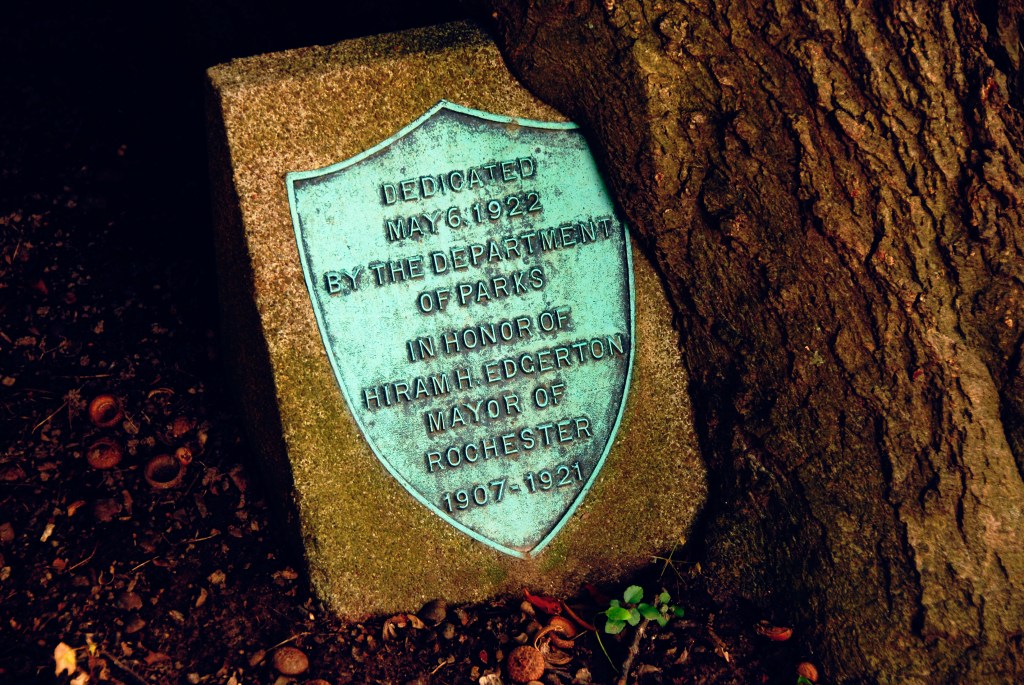 DEDICATED
MAY 6, 1922
BY THE DEPARTMENT
OF PARKS
IN HONOR OF
HIRAM H. EDGERTON
MAYOR OF
ROCHESTER
1907-1921